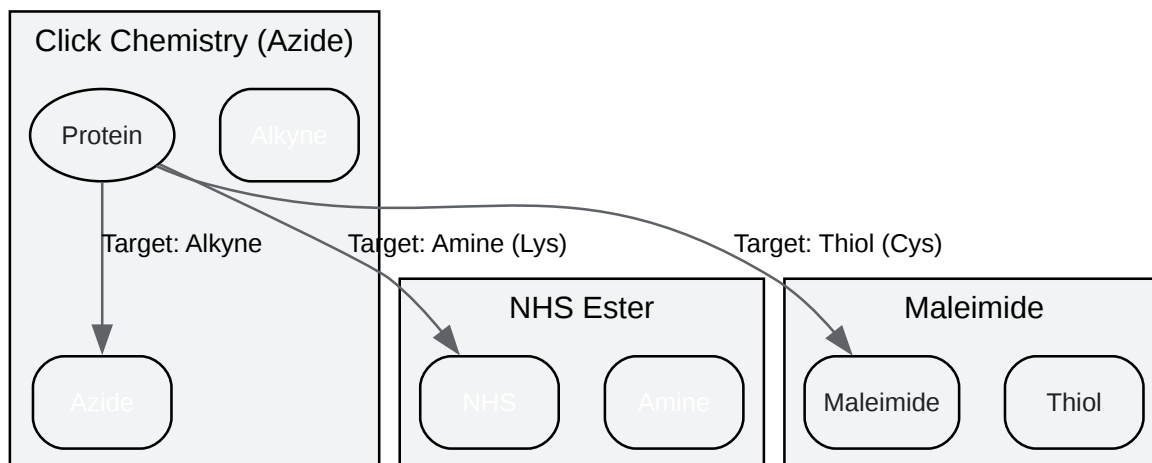 Click Chemistry (Azide)
Protein
Alkyne
Target: Alkyne
Target: Amine (Lys)
Target: Thiol (Cys)
NHS Ester
Maleimide
Azide
NHS
Amine
Maleimide
Thiol